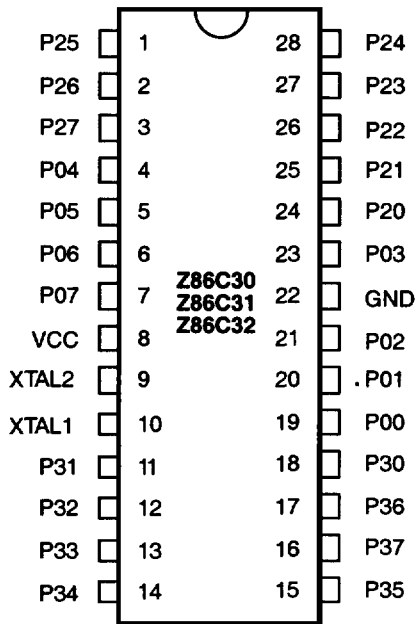 P25 1 28 P24
P26 2 27 P23
P27 3 26 P22
P04 4 25 P21
P05 5 24 P20
P06 6 23 P03
Z86C30
P07 7 Z86C31 22 GND
Z86C32
VCC 8 21 P02
XTAL2 9 20 .P01
XTAL1 10 19 P00
P31 11 18 P30
P32 12 17 P36
P33 13 16 P37
P34 14 15 P35